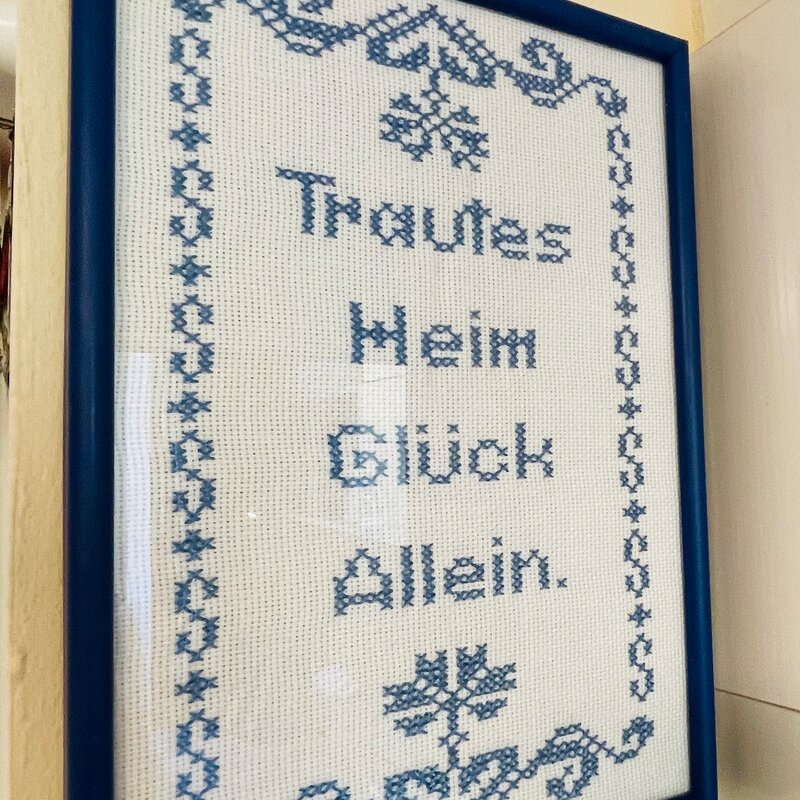 Trautes
Heim
Glück
Allein.